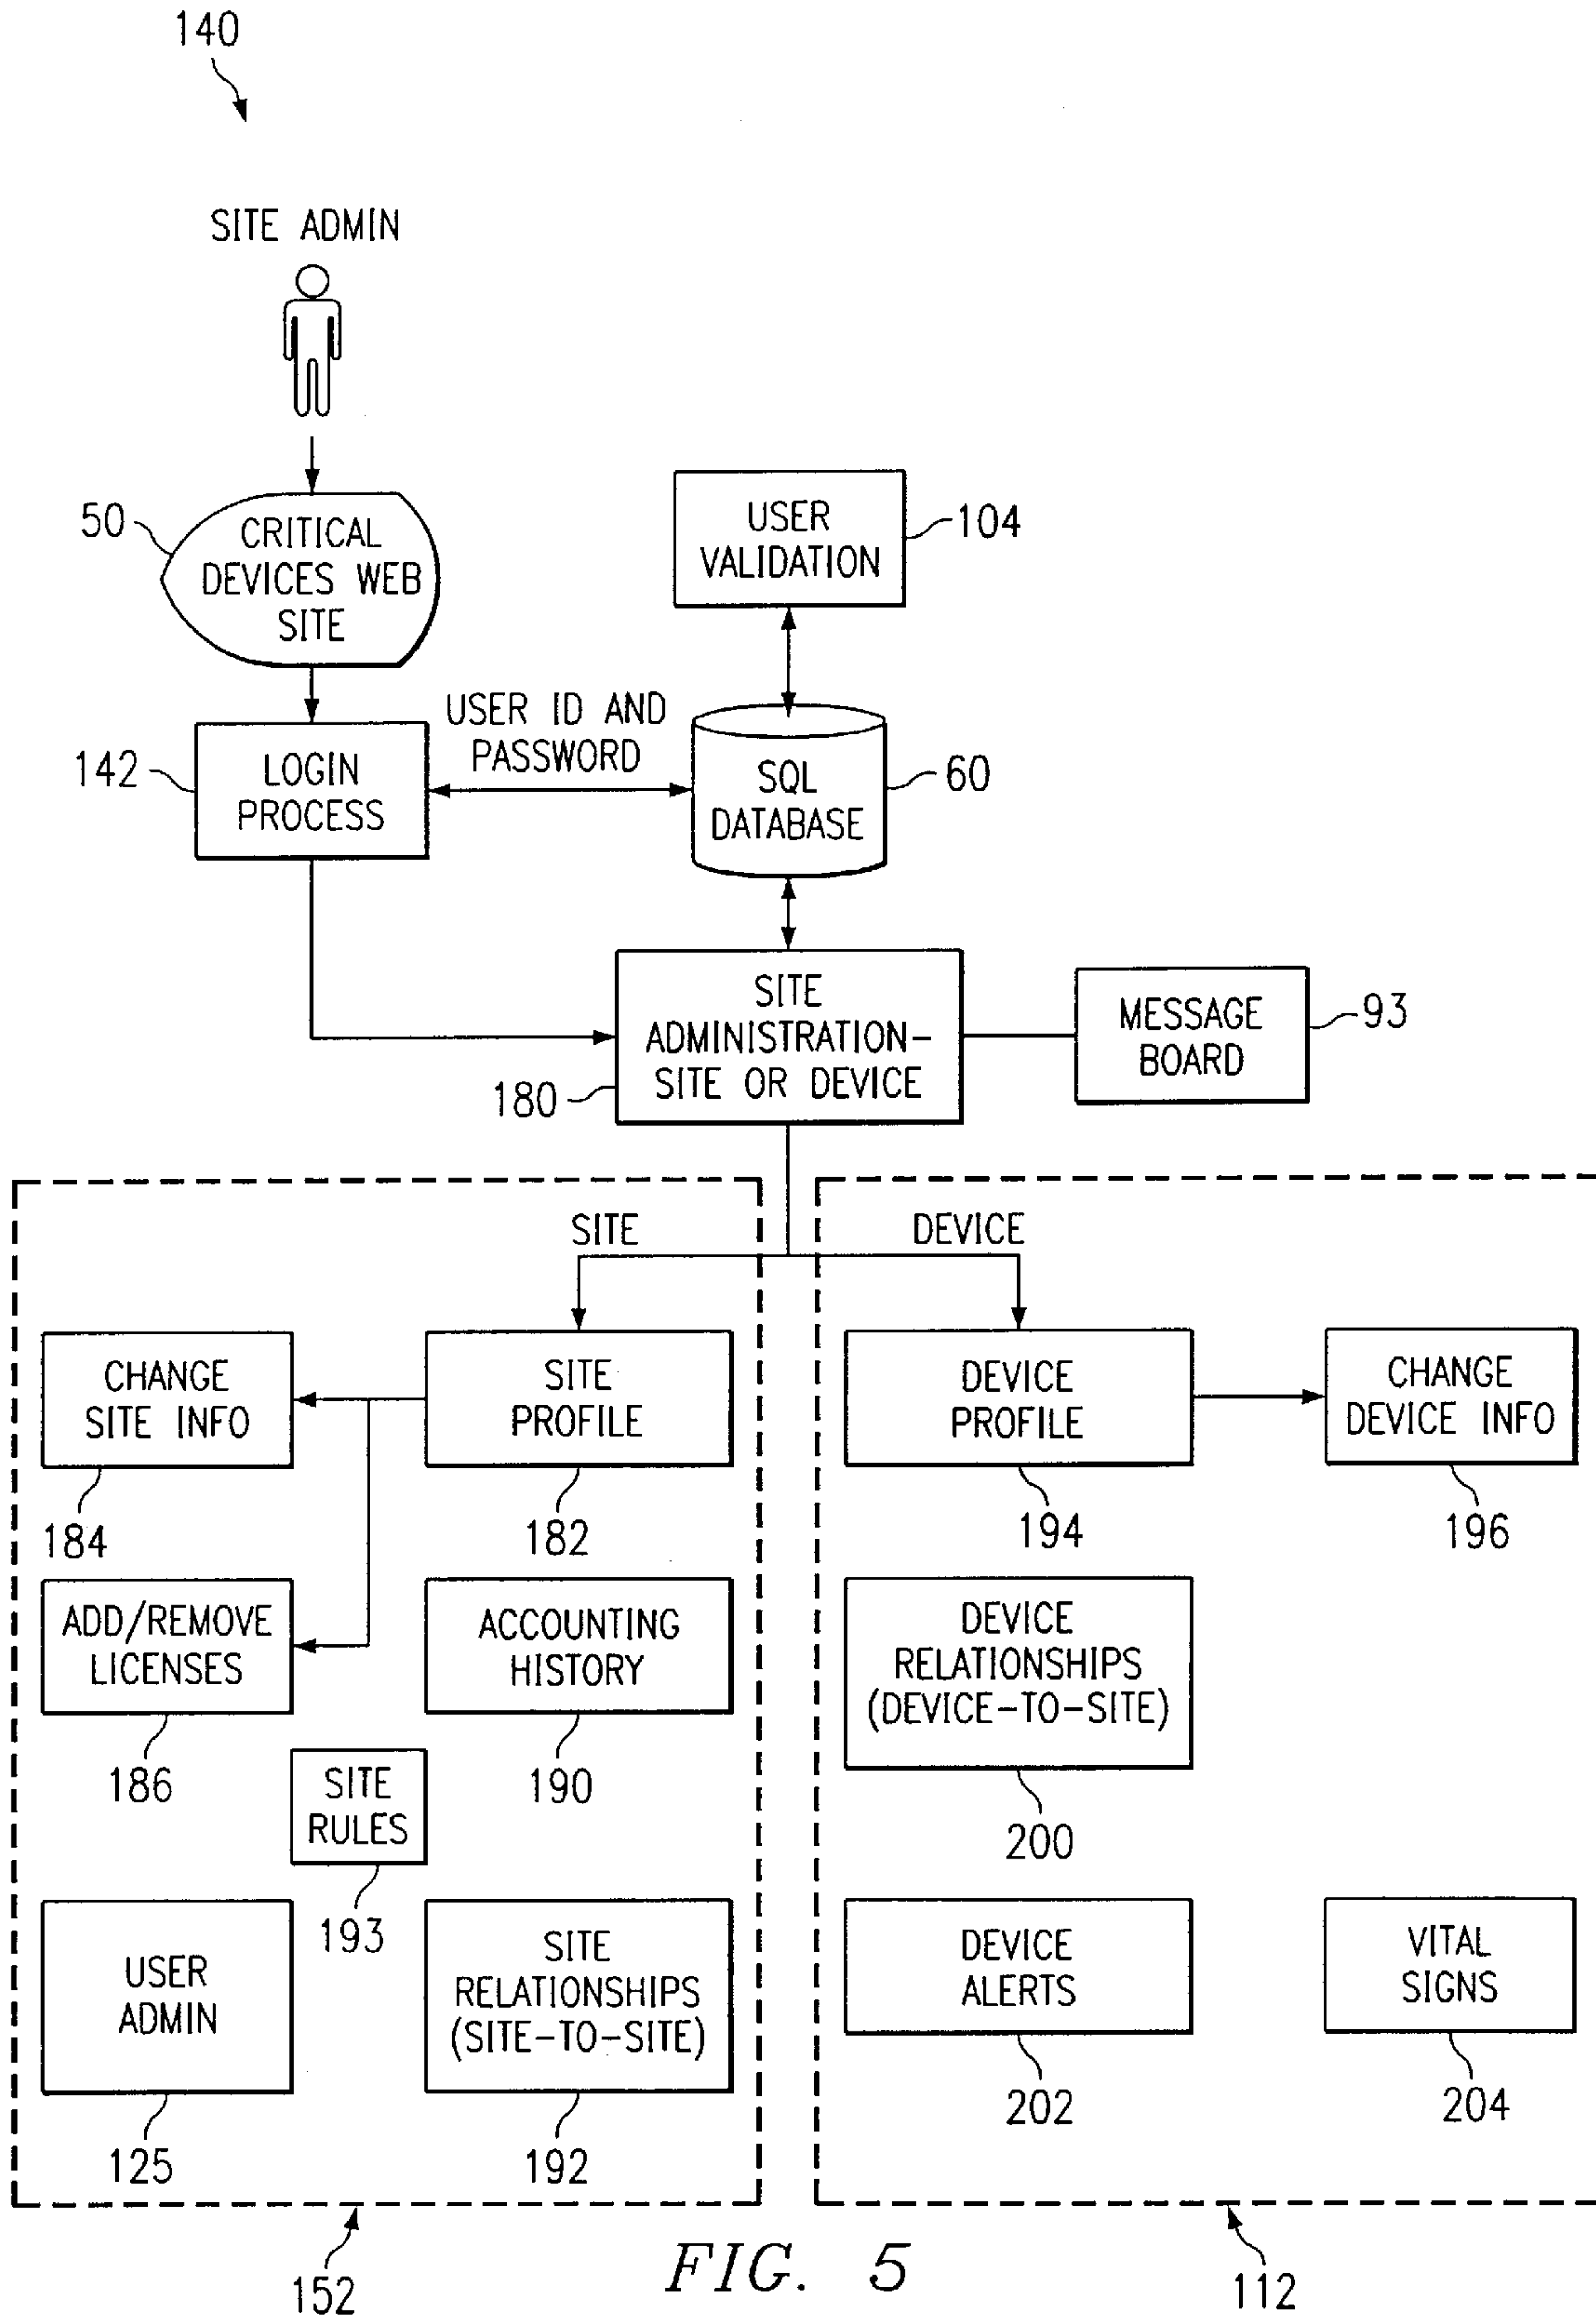 140
SITE ADMIN
50
CRITICAL
DEVICES WEB
SITE
USER
VALIDATION
104
142
LOGIN
PROCESS
USER ID AND
PASSWORD
SQL
DATABASE
60
SITE
ADMINISTRATION-
SITE OR DEVICE
180
MESSAGE
BOARD
93
SITE
DEVICE
CHANGE
SITE INFO
184
SITE
PROFILE
182
DEVICE
PROFILE
194
CHANGE
DEVICE INFO
196
ADD/REMOVE
LICENSES
186
ACCOUNTING
HISTORY
190
DEVICE
RELATIONSHIPS
(DEVICE-TO-SITE)
200
SITE
RULES
193
USER
ADMIN
125
SITE
RELATIONSHIPS
(SITE-TO-SITE)
192
DEVICE
ALERTS
202
VITAL
SIGNS
204
152
FIG. 5
112